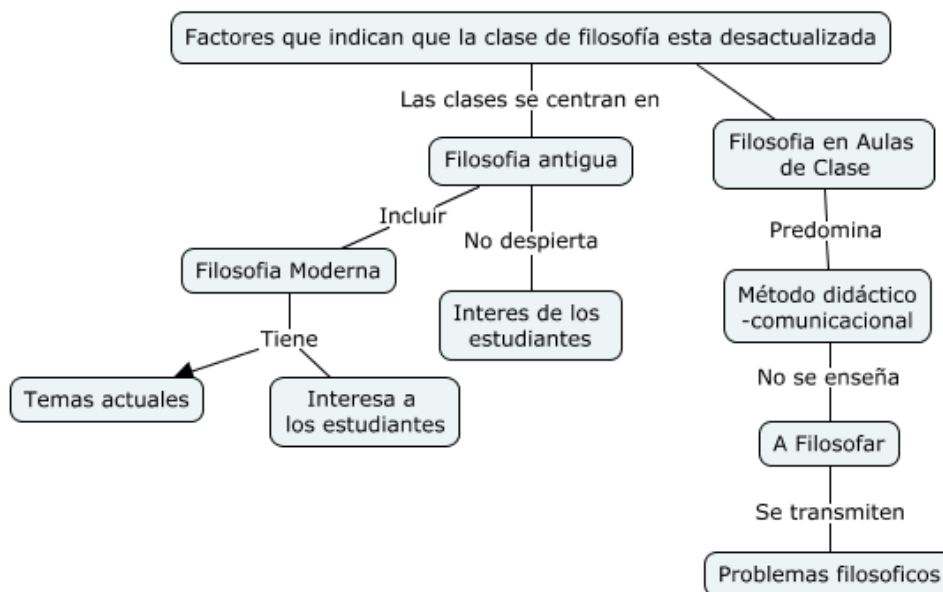 Factores que indican que la clase de filosofía esta desactualizada
Las clases se centran en
Filosofia antigua
Filosofia en Aulas
de Clase
Incluír
No despierta
Predomina
Filosofia Moderna
Interes de los
estudiantes
Método didáctico
-comunicacional
Tiene
Temas actuales
Interesa a
los estudiantes
No se enseña
A Filosofar
Se transmiten
Problemas filosoficos